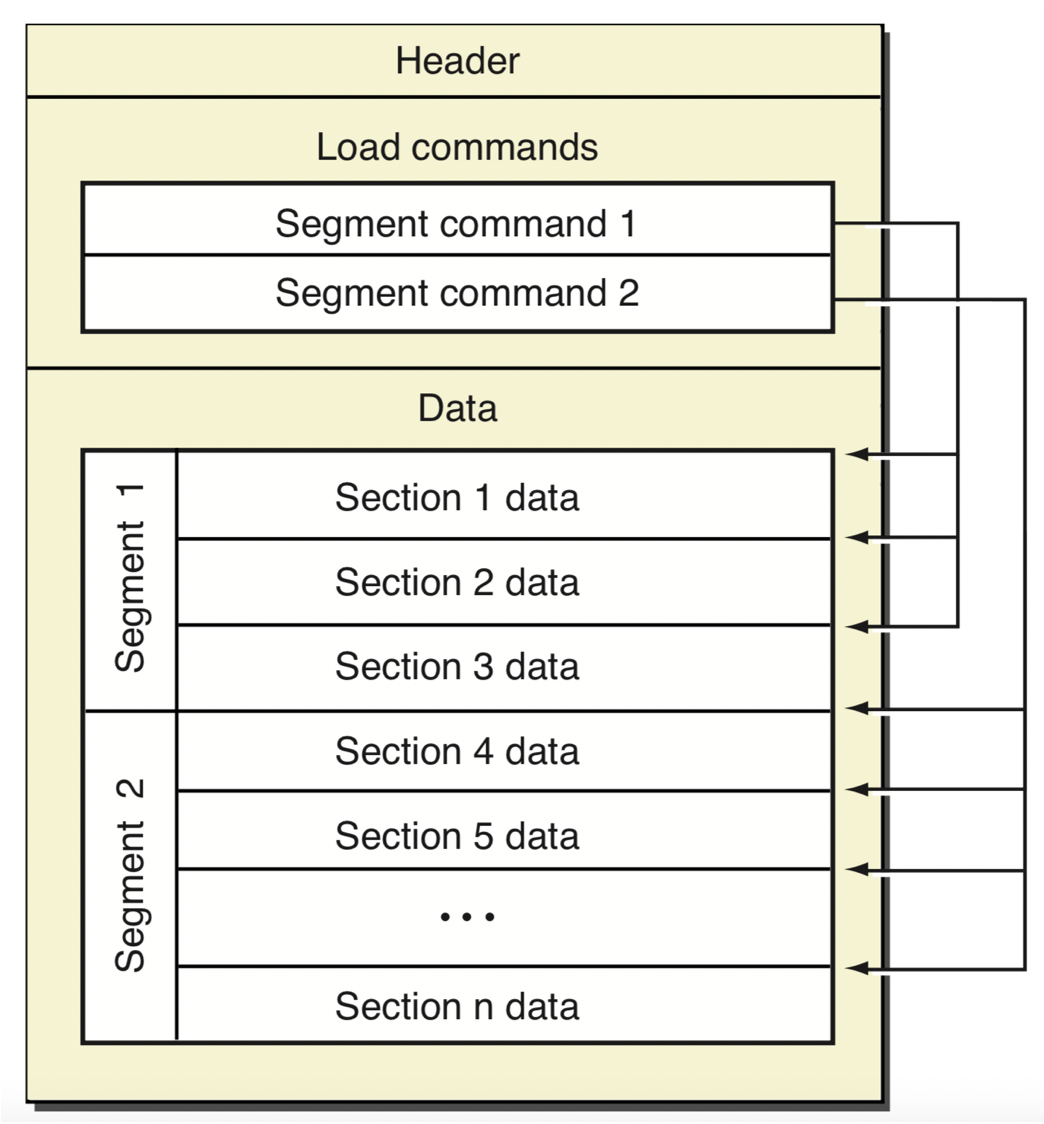 Header
Load commands
Segment command 1
Segment command 2
Data
Segment 1
Section 1 data
Section 2 data
Section 3 data
Segment 2
Section 4 data
Section 5 data
...
Section n data